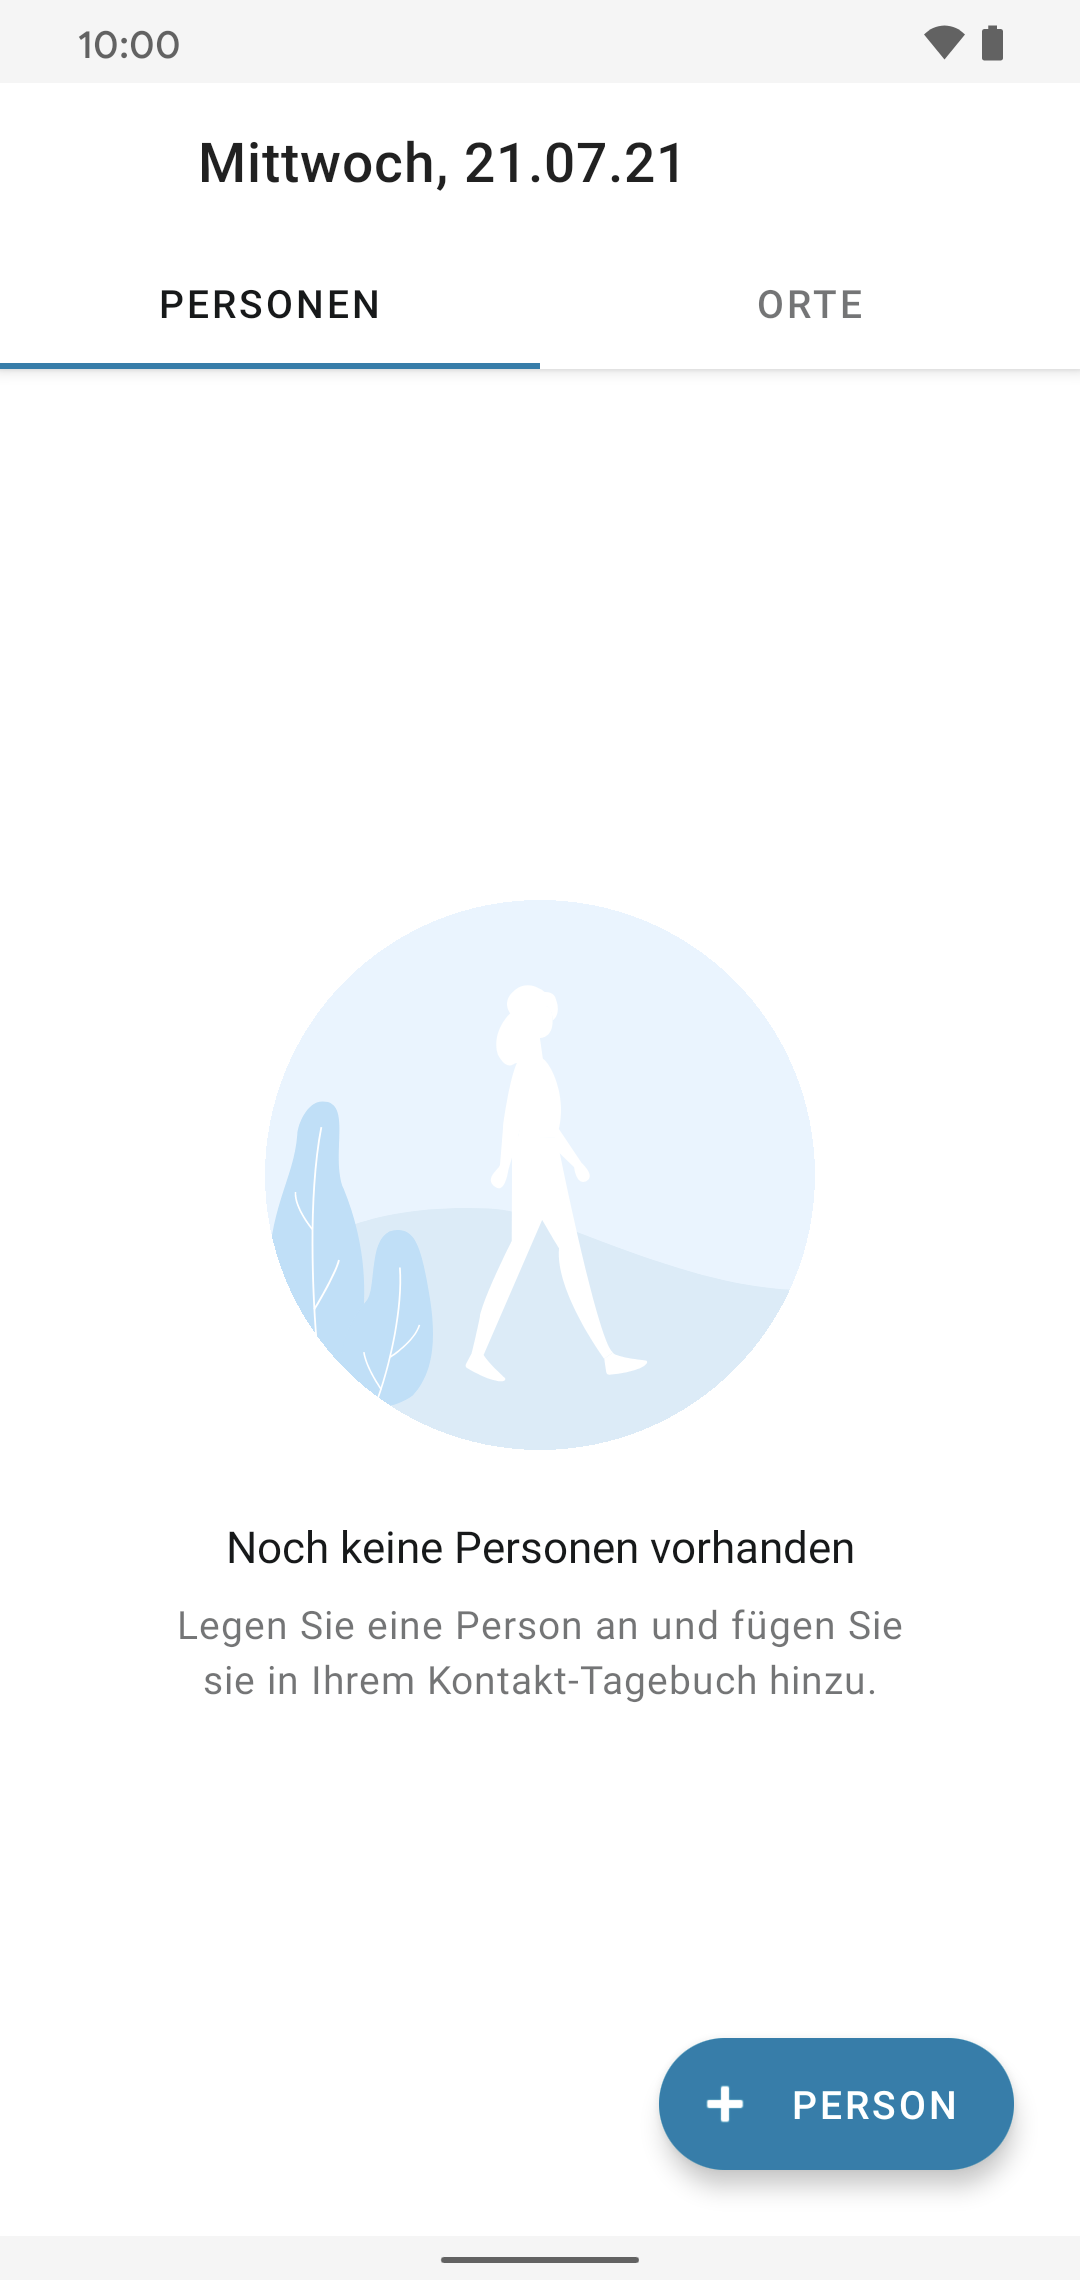 10:00
Mittwoch, 21.07.21
PERSONEN
ORTE
Noch keine Personen vorhanden
Legen Sie eine Person an und fügen Sie
sie in Ihrem Kontakt-Tagebuch hinzu.
PERSON